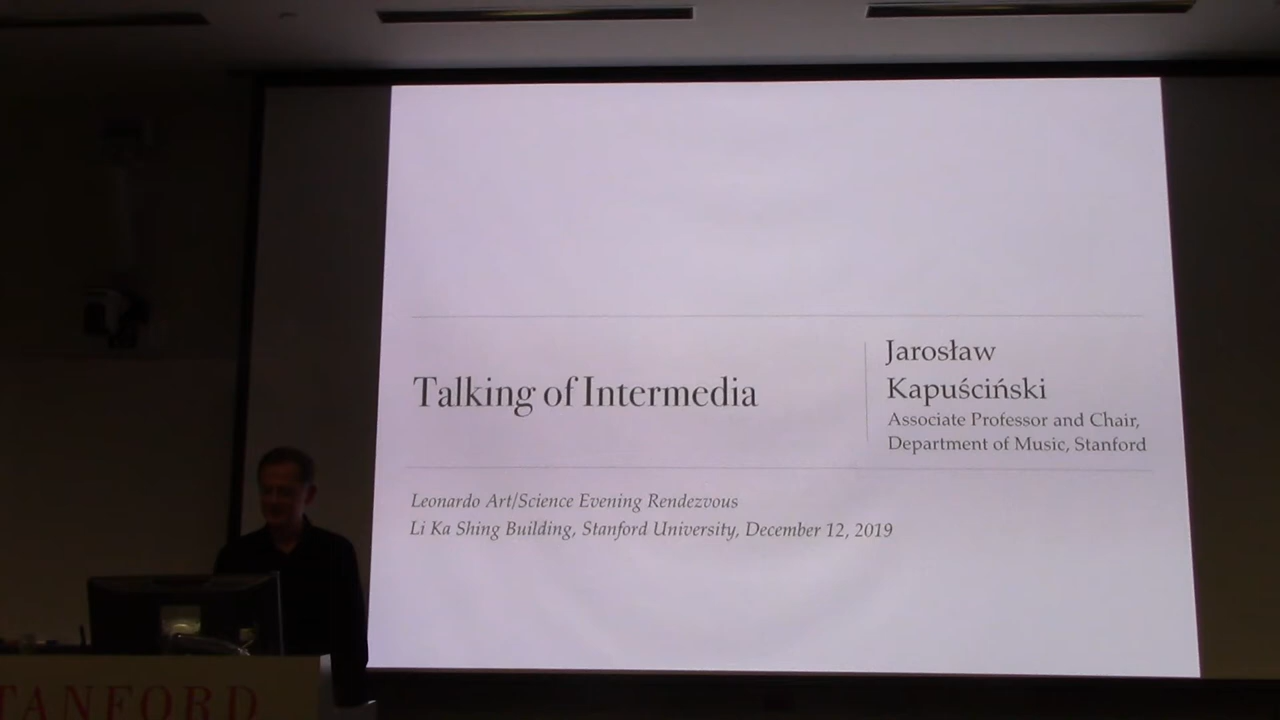 Talking of Intermedia
Jarosław
Kapuściński
Associate Professor and Chair,
Department of Music, Stanford
Leonardo Art/Science Evening Rendezvous
Li Ka Shing Building, Stanford University, December 12, 2019
TANFORD